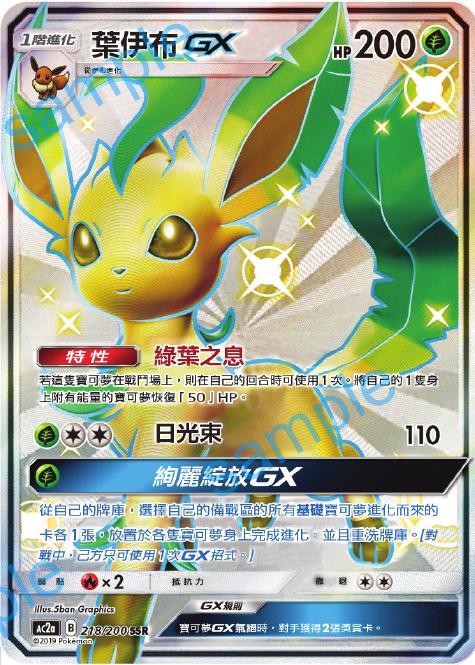 1階進化
葉伊布GX
HP200
從伊布進化
特性 綠葉之息
若這隻寶可夢在戰鬥場上,則在自己的回合時可使用1次。將自己的1隻身
上附有能量的寶可夢恢復「50」HP。
日光束 110
絢麗綻放GX
從自己的牌庫,選擇自己的備戰區的所有基礎寶可夢進化而來的
卡各1張,放置於各隻寶可夢身上完成進化。並且重洗牌庫。[對
戰中,己方只可使用1次GX招式。]
弱點 ×2 抵抗力 撤退
Illus.5ban Graphics
GX規則
AC2a B 218/200 SSR
寶可夢GX氣絕時,對手獲得2張獎賞卡。
©2019 Pokémon
sample
sample
sample